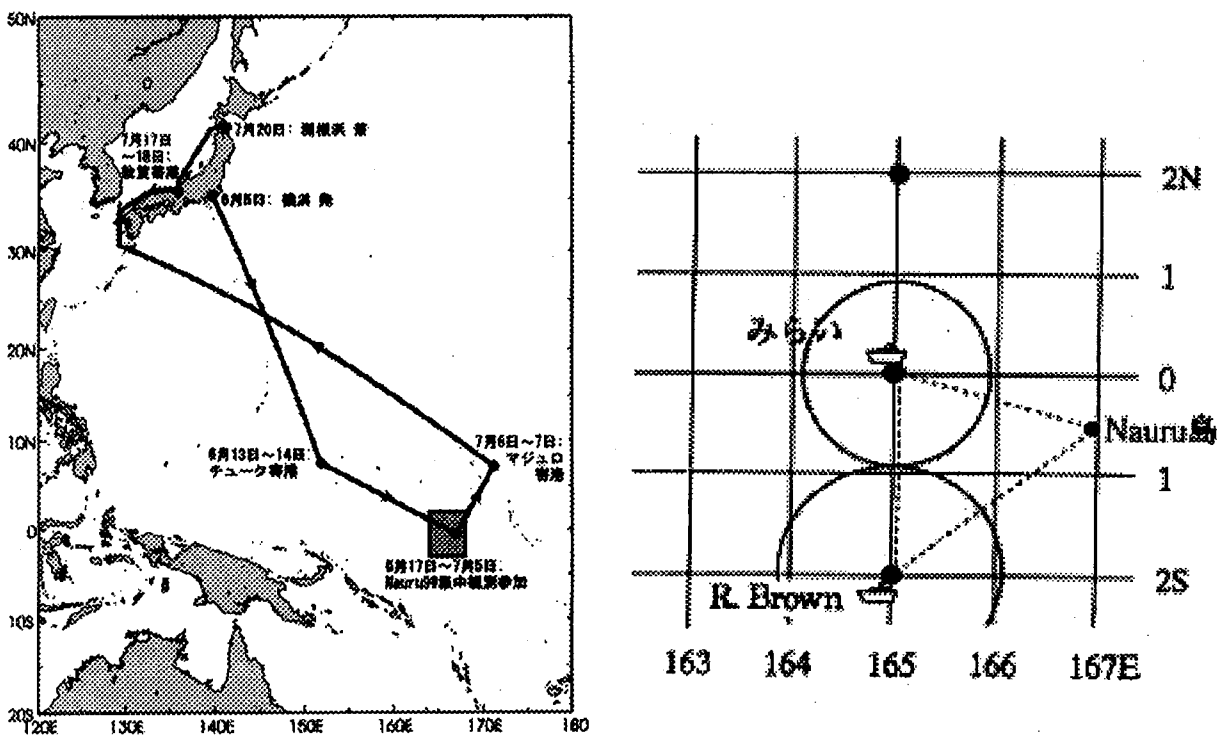 50N
40N
30N
20N
10N
0
10S
20S
120E 130E 140E 150E 160E 170E 180
7月20日: 関根浜 着
7月17日
～18日:
敦賀寄港
6月5日: 横浜 発
6月13日～14日:
チューク寄港
7月6日～7日:
マジュロ
寄港
6月17日～7月5日:
Nauru99集中観測参加
2N
1
みらい
0
Nauru島
1
R. Brown
2S
163 164 165 166 167E